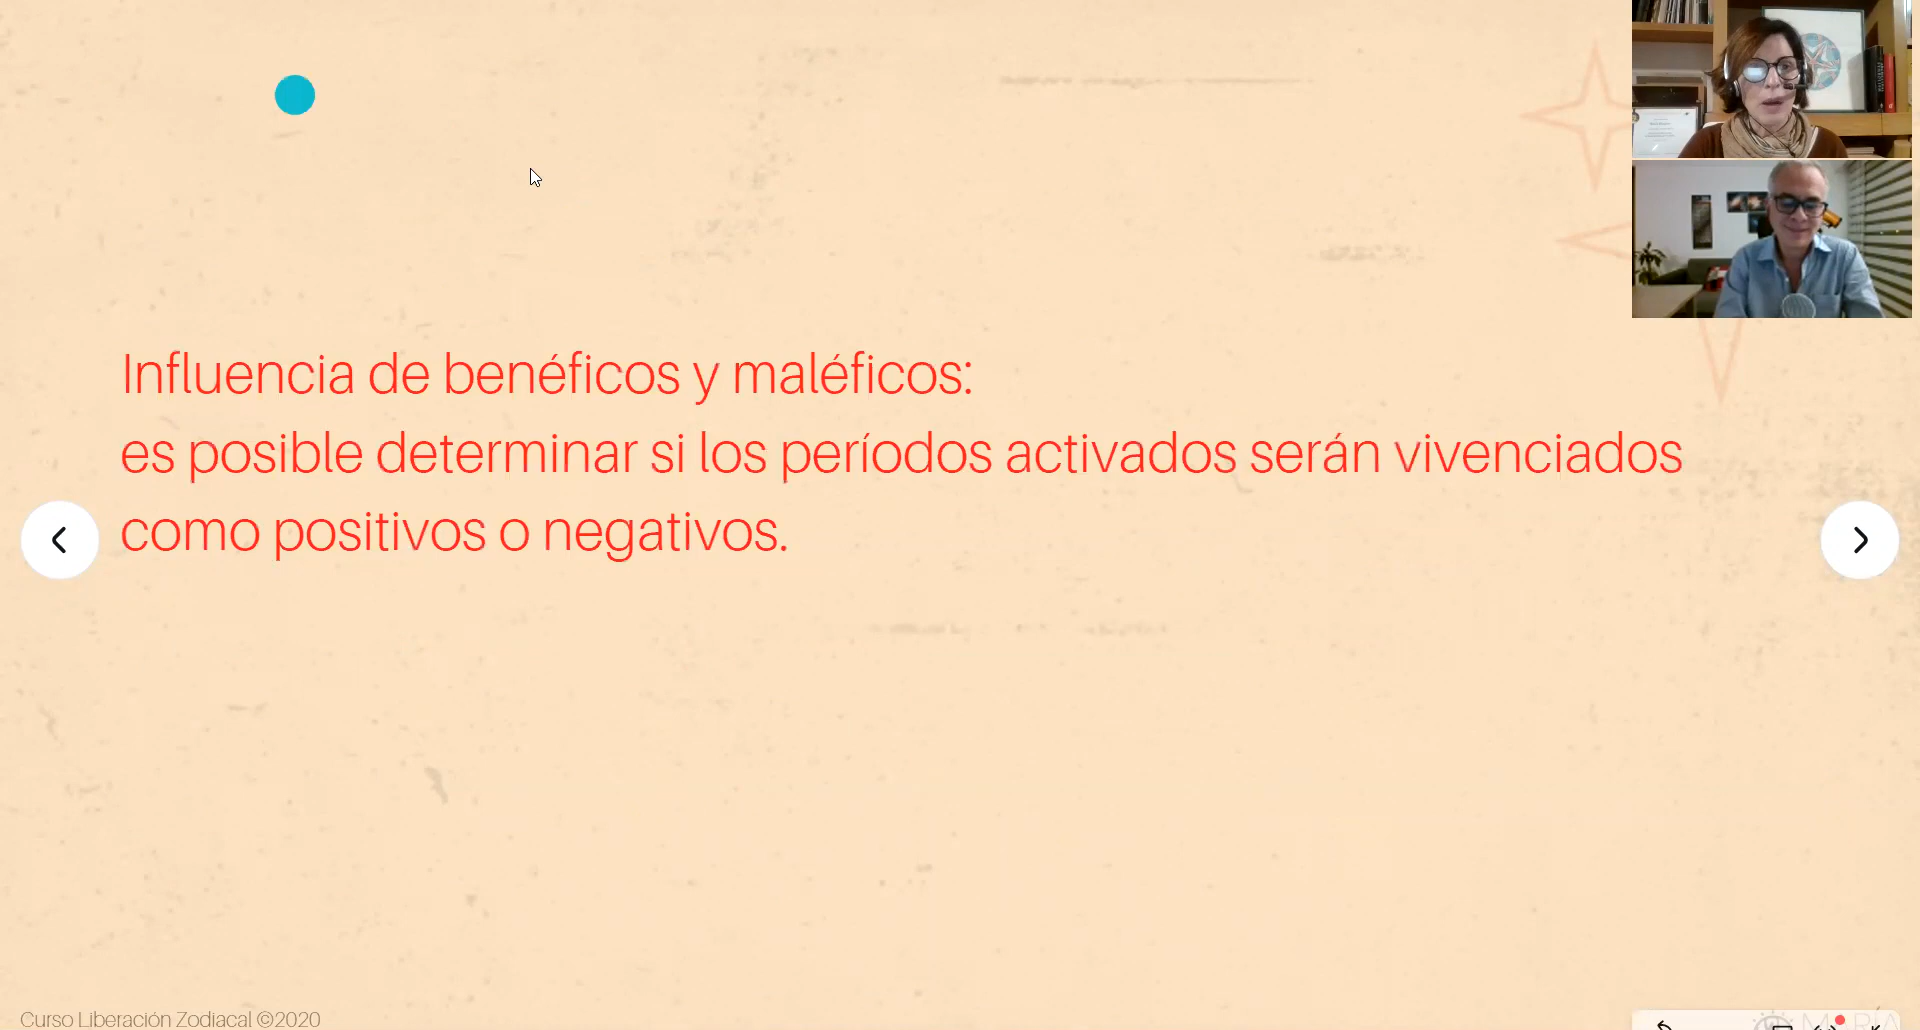 Influencia de benéficos y maléficos:
es posible determinar si los períodos activados serán vivenciados
como positivos o negativos.
Curso Liberación Zodiacal ©2020